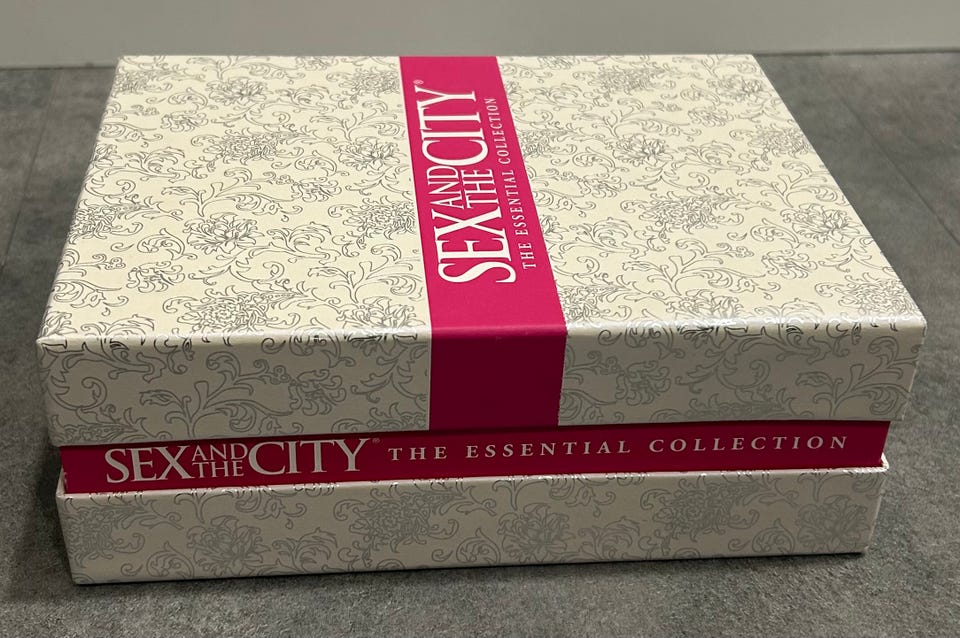 SEX AND THE CITY®
THE ESSENTIAL COLLECTION
SEX AND THE CITY® THE ESSENTIAL COLLECTION